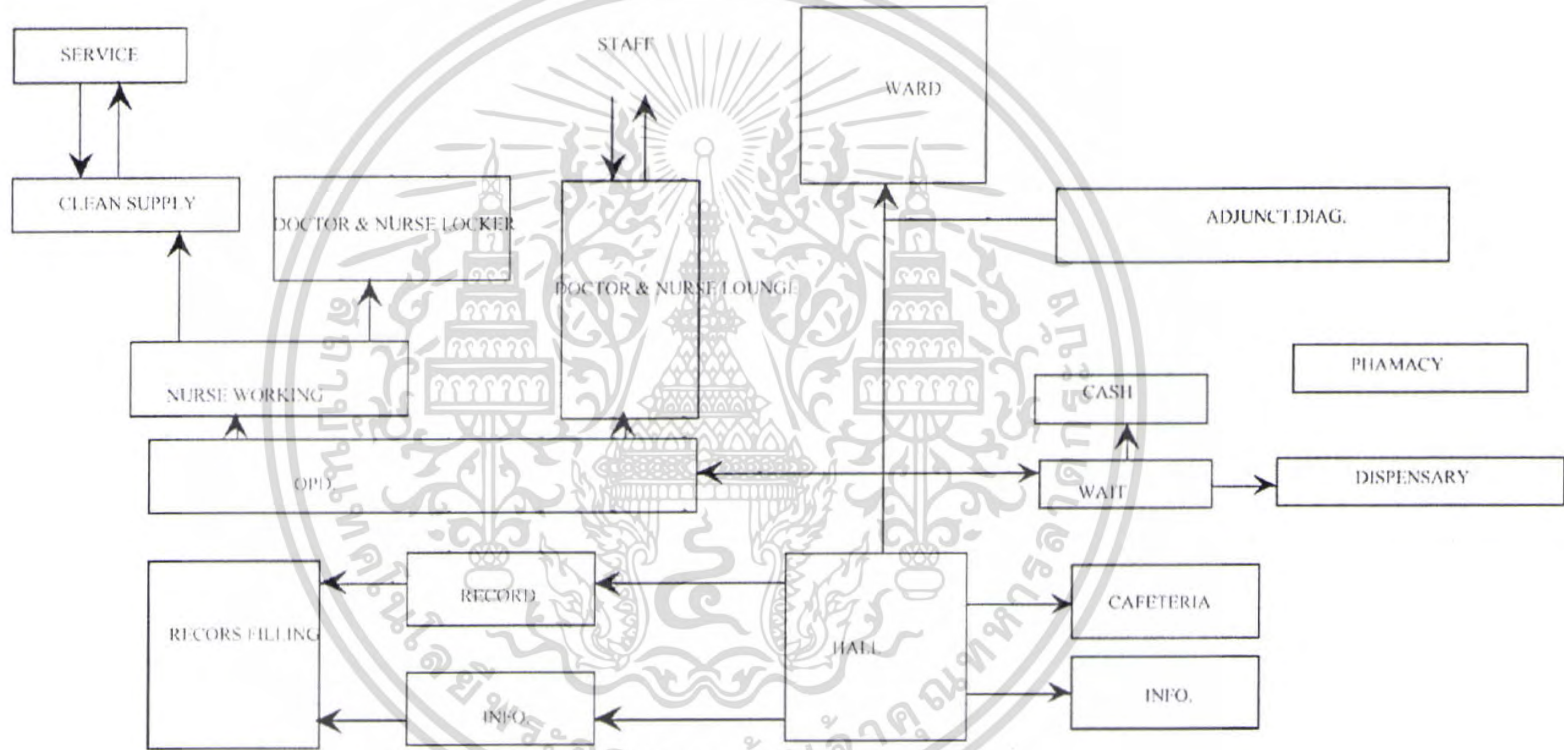 SERVICE
STAFF
WARD
CLEAN SUPPLY
DOCTOR & NURSE LOCKER
ADJUNCT.DIAG.
DOCTOR & NURSE LOUNGE
PHAMACY
NURSE WORKING
CASH
OPD.
WAIT
DISPENSARY
RECORD
CAFETERIA
RECORS FILLING
HALL
INFO.
INFO.